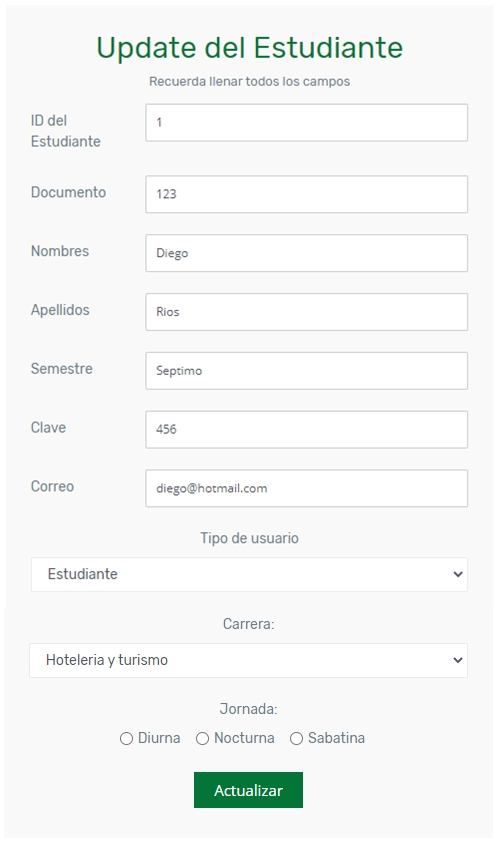 Update del Estudiante
Recuerda llenar todos los campos
ID del
Estudiante
1
Documento
123
Nombres
Diego
Apellidos
Rios
Semestre
Septimo
Clave
456
Correo
diego@hotmail.com
Tipo de usuario
Estudiante
Carrera:
Hoteleria y turismo
Jornada:
Diurna Nocturna Sabatina
Actualizar